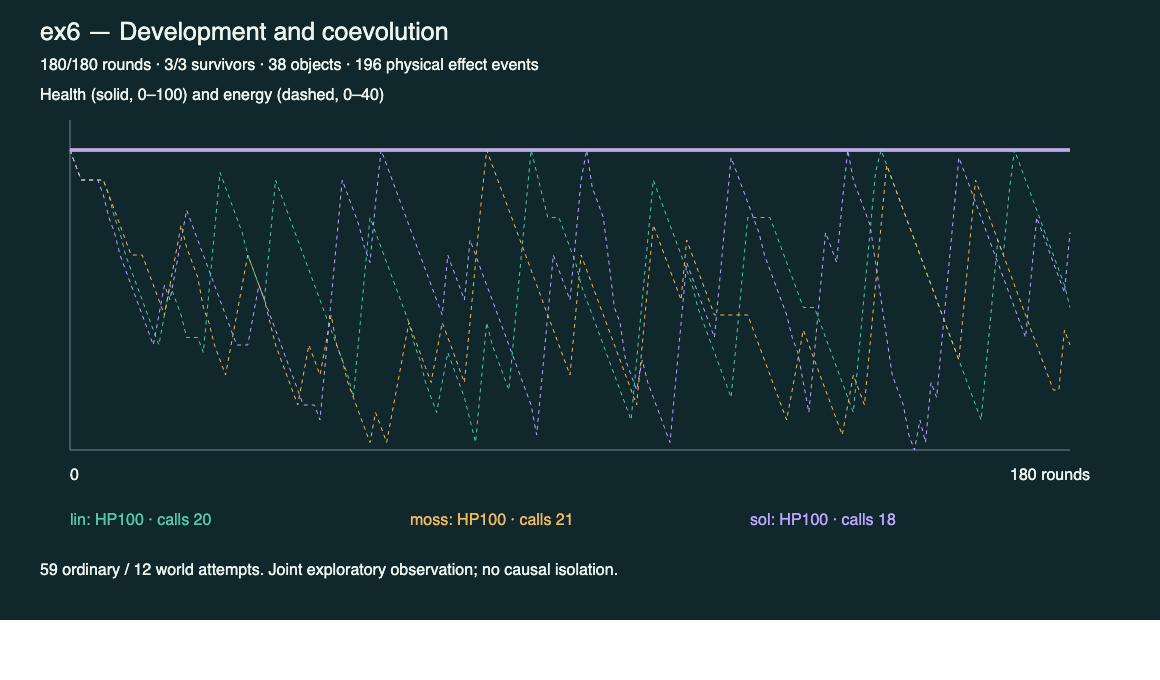 ex6 — Development and coevolution
180/180 rounds · 3/3 survivors · 38 objects · 196 physical effect events
Health (solid, 0–100) and energy (dashed, 0–40)
0
180 rounds
lin: HP100 · calls 20
moss: HP100 · calls 21
sol: HP100 · calls 18
59 ordinary / 12 world attempts. Joint exploratory observation; no causal isolation.